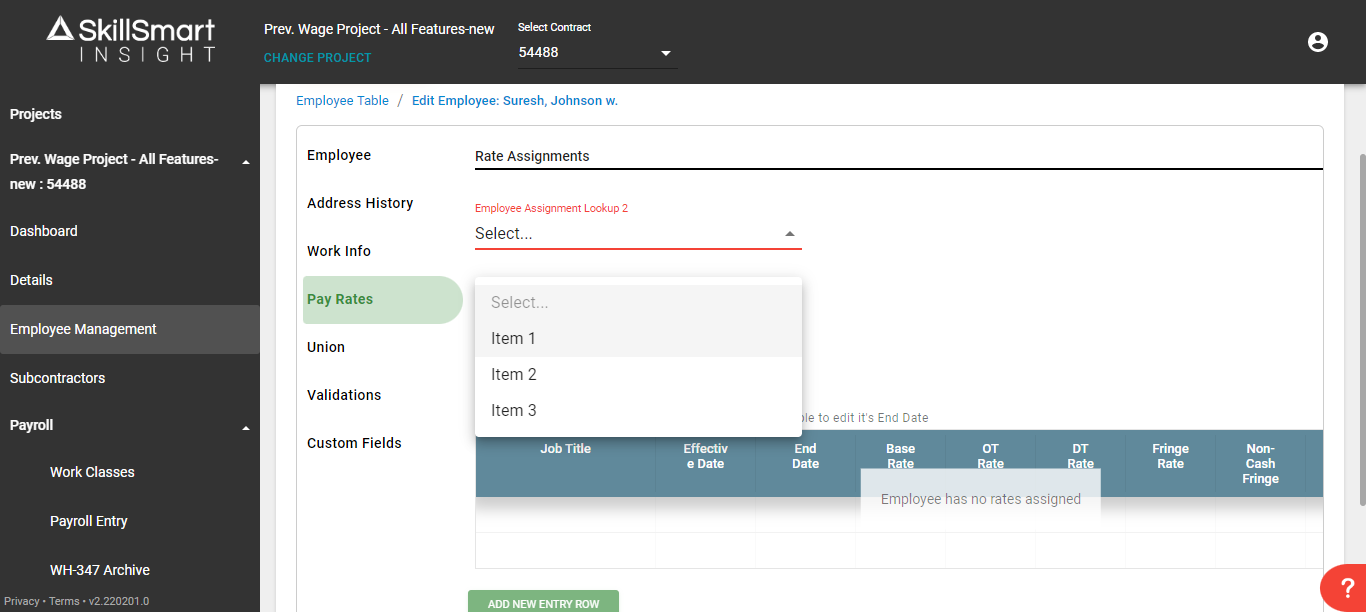 SkillSmart
INSIGHT
Prev. Wage Project - All Features-new
CHANGE PROJECT
Select Contract
54488
Projects
Prev. Wage Project - All Features-
new : 54488
Dashboard
Details
Employee Management
Subcontractors
Payroll
Work Classes
Payroll Entry
WH-347 Archive
Privacy • Terms • v2.220201.0
Employee Table / Edit Employee: Suresh, Johnson w.
Employee
Address History
Work Info
Pay Rates
Union
Validations
Custom Fields
Rate Assignments
Employee Assignment Lookup 2
Select...
Select...
Item 1
Item 2
Item 3
to edit it's End Date
Job Title
Effectiv
e Date
End
Date
Base
Rate
OT
Rate
DT
Rate
Fringe
Rate
Non-
Cash
Fringe
Employee has no rates assigned
ADD NEW ENTRY ROW
?